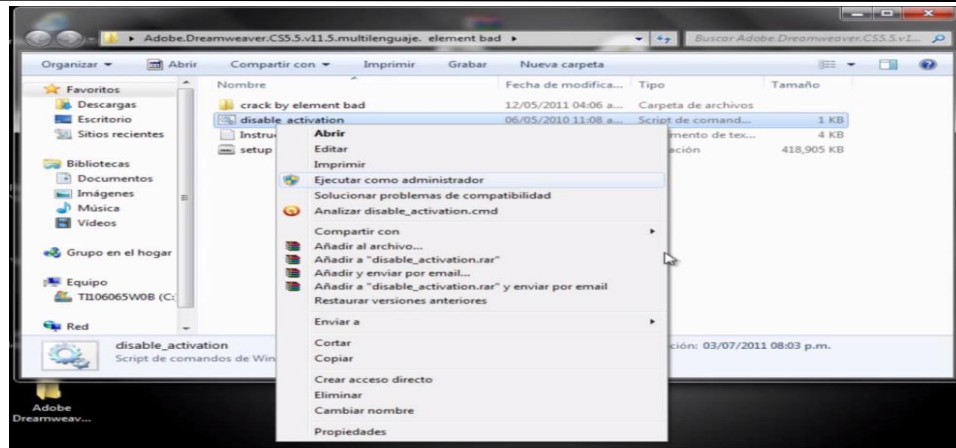 Adobe.Dreamweaver.CS5.5.v11.5.multilenguaje. element bad
Buscar Adobe.Dreamweaver.CS5.5.v1...
Organizar
Abrir
Compartir con
Imprimir
Grabar
Nueva carpeta
Favoritos
Descargas
Escritorio
Sitios recientes
Bibliotecas
Documentos
Imágenes
Música
Vídeos
Grupo en el hogar
Equipo
TI106065W0B (C:
Red
Nombre
Fecha de modifica...
Tipo
Tamaño
crack by element bad
12/05/2011 04:06 a...
Carpeta de archivos
disable_activation
06/05/2010 11:08 a...
Script de comand...
1 KB
Instru
mento de tex...
4 KB
setup
ación
418,905 KB
Abrir
Editar
Imprimir
Ejecutar como administrador
Solucionar problemas de compatibilidad
Analizar disable_activation.cmd
Compartir con
Añadir al archivo...
Añadir a "disable_activation.rar"
Añadir y enviar por email...
Añadir a "disable_activation.rar" y enviar por email
Restaurar versiones anteriores
Enviar a
Cortar
Copiar
Crear acceso directo
Eliminar
Cambiar nombre
Propiedades
disable_activation
Script de comandos de Win
ción: 03/07/2011 08:03 p.m.
Adobe
Dreamweav...